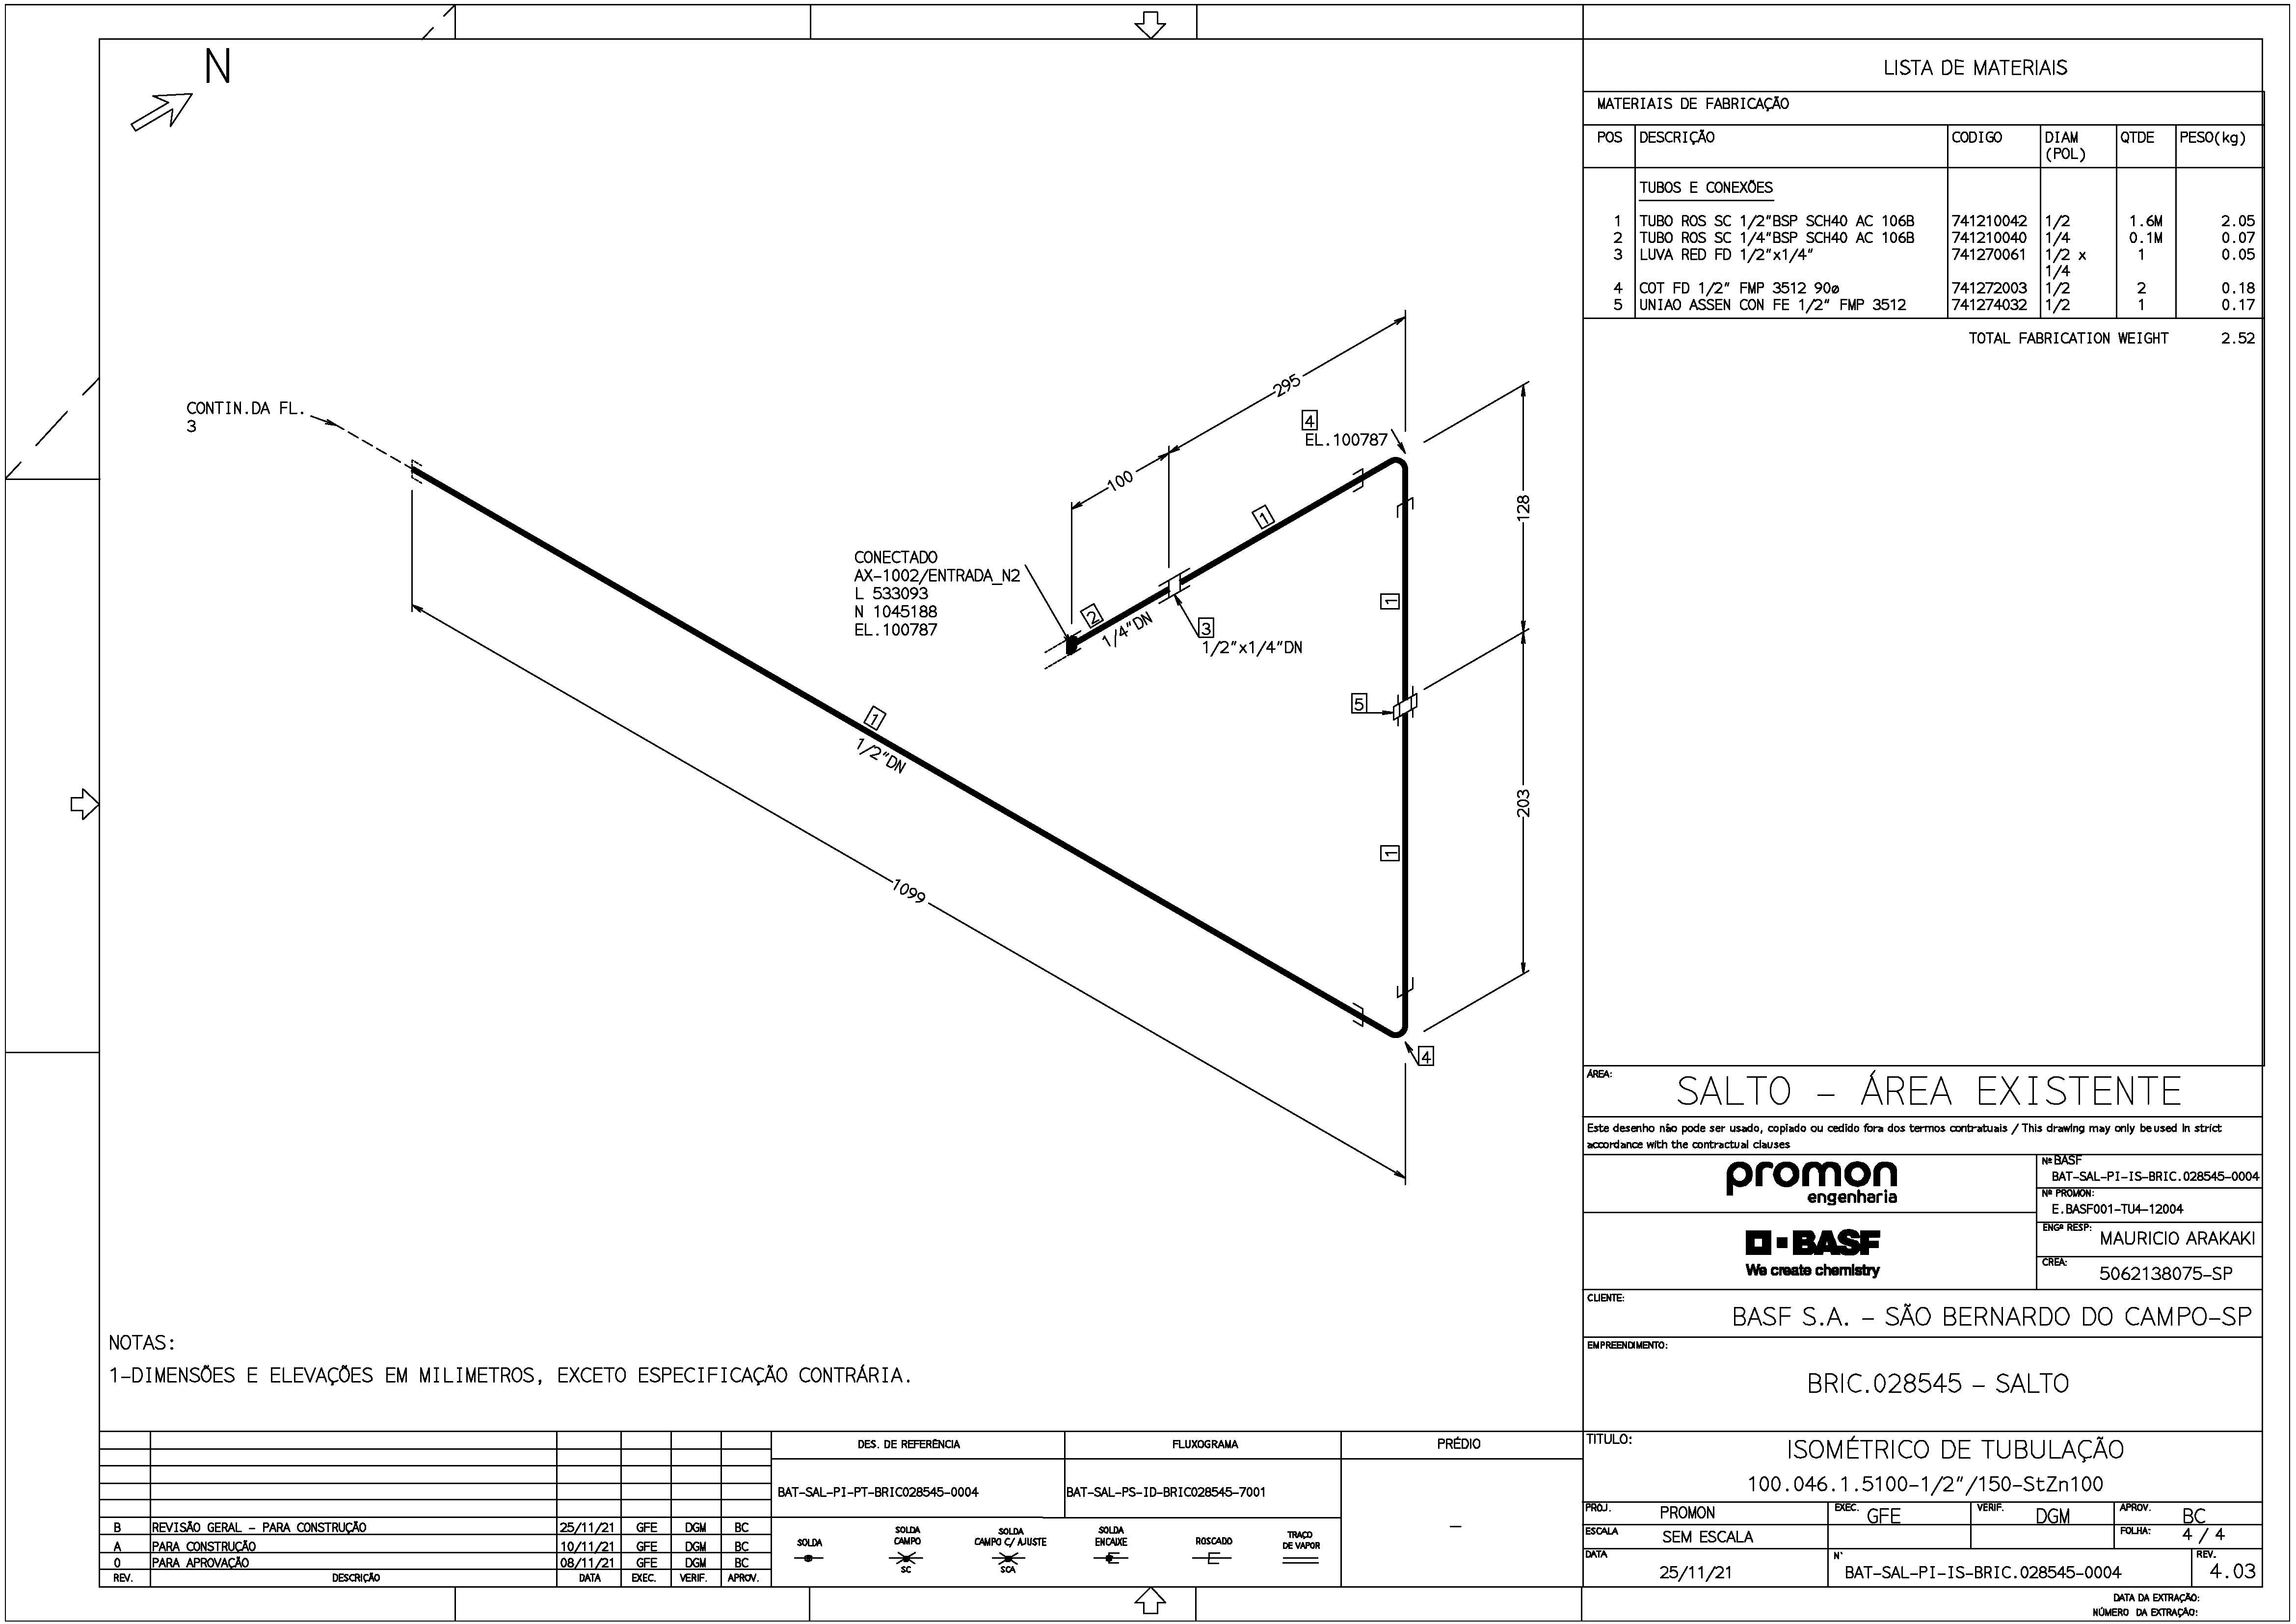 N
CONTIN.DA FL.
3
295
4
EL.100787
100
1
128
CONECTADO
AX-1002/ENTRADA_N2
L 533093
N 1045188
EL.100787
2
1/4"DN
3
1/2"x1/4"DN
1
5
1
1/2"DN
203
1
1099
4
NOTAS:
1-DIMENSÕES E ELEVAÇÕES EM MILIMETROS, EXCETO ESPECIFICAÇÃO CONTRÁRIA.
LISTA DE MATERIAIS
MATERIAIS DE FABRICAÇÃO
POS DESCRIÇÃO CODIGO DIAM (POL) QTDE PESO(kg)
TUBOS E CONEXÕES
1 TUBO ROS SC 1/2"BSP SCH40 AC 106B 741210042 1/2 1.6M 2.05
2 TUBO ROS SC 1/4"BSP SCH40 AC 106B 741210040 1/4 0.1M 0.07
3 LUVA RED FD 1/2"x1/4" 741270061 1/2 x 1 0.05
1/4
4 COT FD 1/2" FMP 3512 90ø 741272003 1/2 2 0.18
5 UNIAO ASSEN CON FE 1/2" FMP 3512 741274032 1/2 1 0.17
TOTAL FABRICATION WEIGHT 2.52
ÁREA:
SALTO - ÁREA EXISTENTE
Este desenho não pode ser usado, copiado ou cedido fora dos termos contratuais / This drawing may only be used in strict
accordance with the contractual clauses
promon
engenharia
Nº BASF
BAT-SAL-PI-IS-BRIC.028545-0004
Nº PROMON:
E.BASF001-TU4-12004
BASF
We create chemistry
ENGº RESP:
MAURICIO ARAKAKI
CREA:
5062138075-SP
CLIENTE:
BASF S.A. - SÃO BERNARDO DO CAMPO-SP
EMPREENDIMENTO:
BRIC.028545 - SALTO
TITULO:
ISOMÉTRICO DE TUBULAÇÃO
100.046.1.5100-1/2"/150-StZn100
PROJ. PROMON EXEC. GFE VERIF. DGM APROV. BC
ESCALA SEM ESCALA FOLHA: 4 / 4
DATA 25/11/21 N° BAT-SAL-PI-IS-BRIC.028545-0004 REV. 4.03
DATA DA EXTRAÇÃO:
NÚMERO DA EXTRAÇÃO:
B REVISÃO GERAL - PARA CONSTRUÇÃO 25/11/21 GFE DGM BC
A PARA CONSTRUÇÃO 10/11/21 GFE DGM BC
0 PARA APROVAÇÃO 08/11/21 GFE DGM BC
REV. DESCRIÇÃO DATA EXEC. VERIF. APROV.
DES. DE REFERÊNCIA FLUXOGRAMA PRÉDIO
BAT-SAL-PI-PT-BRIC028545-0004 BAT-SAL-PS-ID-BRIC028545-7001
-
SOLDA
SOLDA CAMPO
SC
SOLDA CAMPO C/ AJUSTE
SCA
SOLDA ENCAIXE
ROSCADO
TRAÇO DE VAPOR